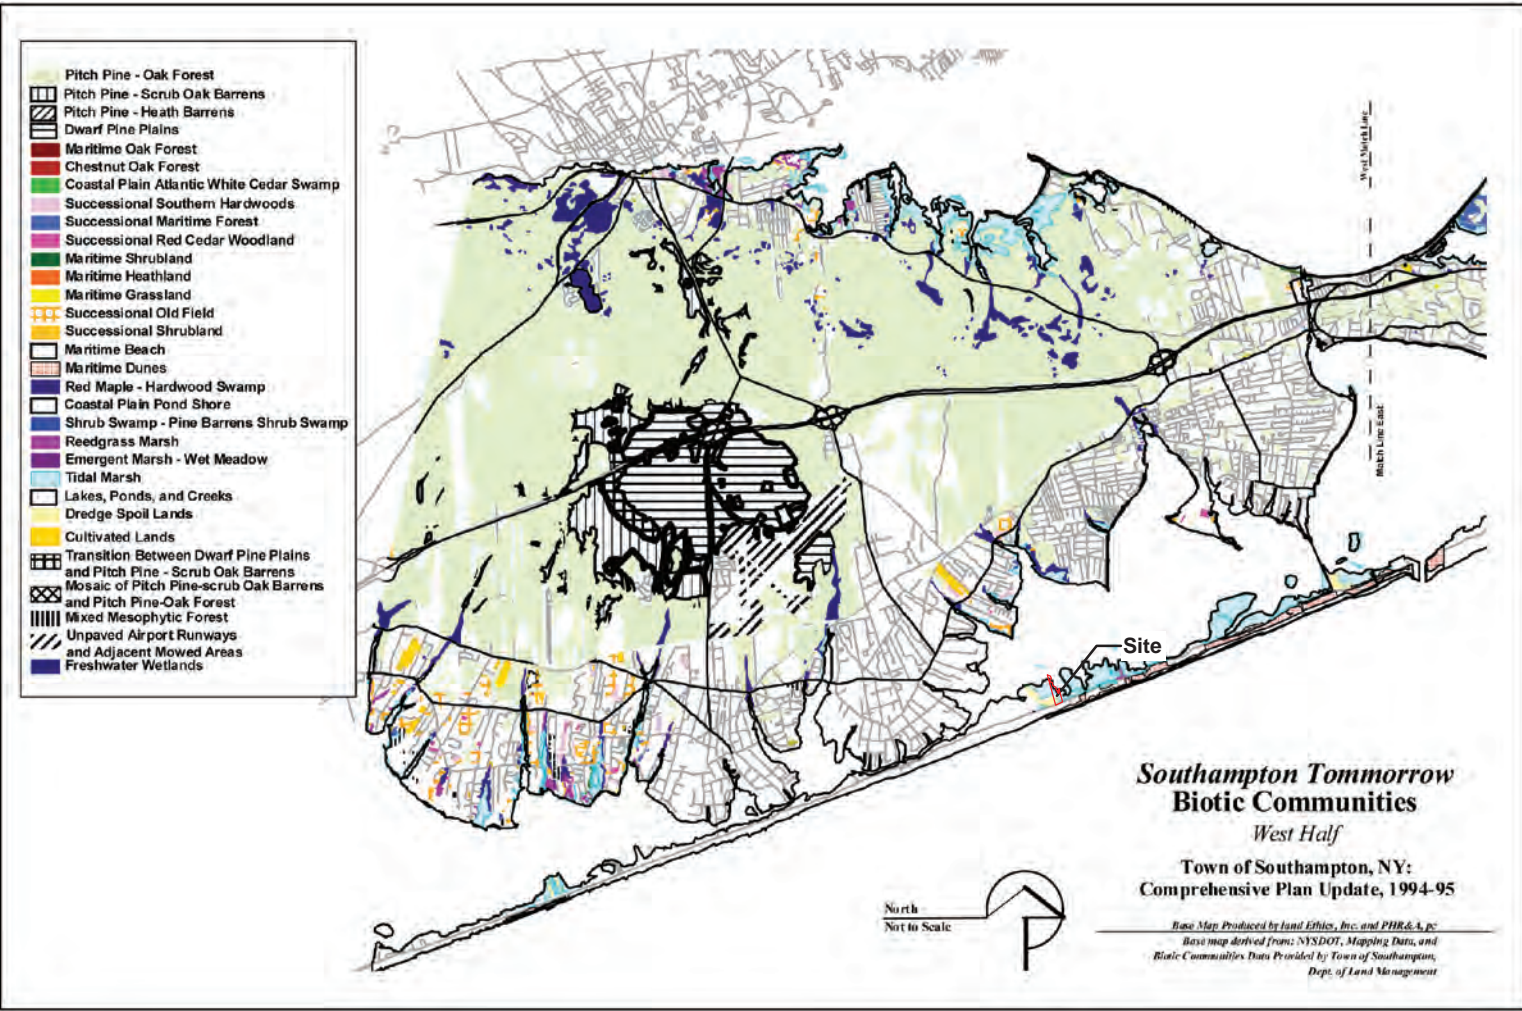 Pitch Pine - Oak Forest
Pitch Pine - Scrub Oak Barrens
Pitch Pine - Heath Barrens
Dwarf Pine Plains
Maritime Oak Forest
Chestnut Oak Forest
Coastal Plain Atlantic White Cedar Swamp
Successional Southern Hardwoods
Successional Maritime Forest
Successional Red Cedar Woodland
Maritime Shrubland
Maritime Heathland
Maritime Grassland
Successional Old Field
Successional Shrubland
Maritime Beach
Maritime Dunes
Red Maple - Hardwood Swamp
Coastal Plain Pond Shore
Shrub Swamp - Pine Barrens Shrub Swamp
Reedgrass Marsh
Emergent Marsh - Wet Meadow
Tidal Marsh
Lakes, Ponds, and Creeks
Dredge Spoil Lands
Cultivated Lands
Transition Between Dwarf Pine Plains
and Pitch Pine - Scrub Oak Barrens
Mosaic of Pitch Pine-scrub Oak Barrens
and Pitch Pine-Oak Forest
Mixed Mesophytic Forest
Unpaved Airport Runways
and Adjacent Mowed Areas
Freshwater Wetlands
West Match Line
Match Line East
Site
Southampton Tommorrow
Biotic Communities
West Half
Town of Southampton, NY:
Comprehensive Plan Update, 1994-95
North
Not to Scale
Base Map Produced by land Ethics, Inc. and PHR&A, pc
Base map derived from: NYSDOT, Mapping Data, and
Biotic Communities Data Provided by Town of Southampton,
Dept. of Land Management